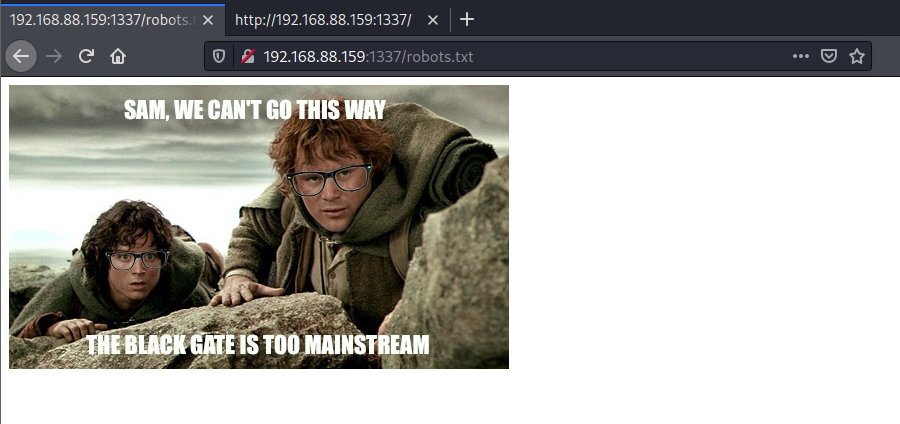 192.168.88.159:1337/robots.t
http://192.168.88.159:1337/
192.168.88.159:1337/robots.txt
SAM, WE CAN'T GO THIS WAY
THE BLACK GATE IS TOO MAINSTREAM